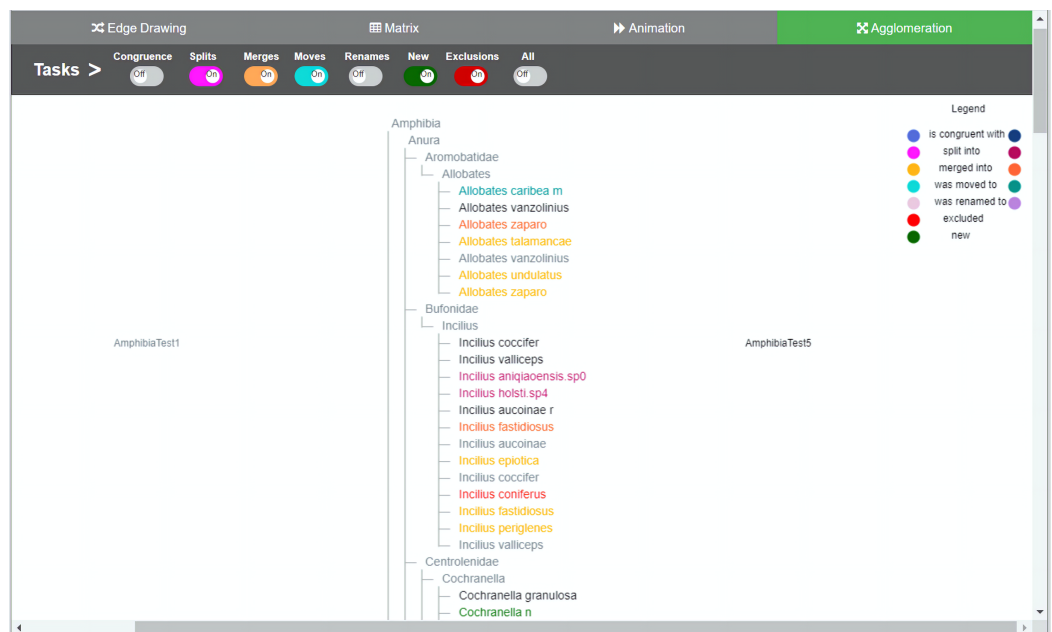 Edge Drawing Matrix Animation Agglomeration
Tasks > Congruence Splits Merges Moves Renames New Exclusions All
Off On On On Off On On Off
Legend
is congruent with
split into
merged into
was moved to
was renamed to
excluded
new
Amphibia
Anura
Aromobatidae
Allobates
Allobates caribea m
Allobates vanzolinius
Allobates zaparo
Allobates talamancae
Allobates vanzolinius
Allobates undulatus
Allobates zaparo
Bufonidae
Incilius
AmphibiaTest1 Incilius coccifer AmphibiaTest5
Incilius valliceps
Incilius aniqiaoensis.sp0
Incilius holsti.sp4
Incilius aucoinae r
Incilius fastidiosus
Incilius aucoinae
Incilius epiotica
Incilius coccifer
Incilius coniferus
Incilius fastidiosus
Incilius periglenes
Incilius valliceps
Centrolenidae
Cochranella
Cochranella granulosa
Cochranella n